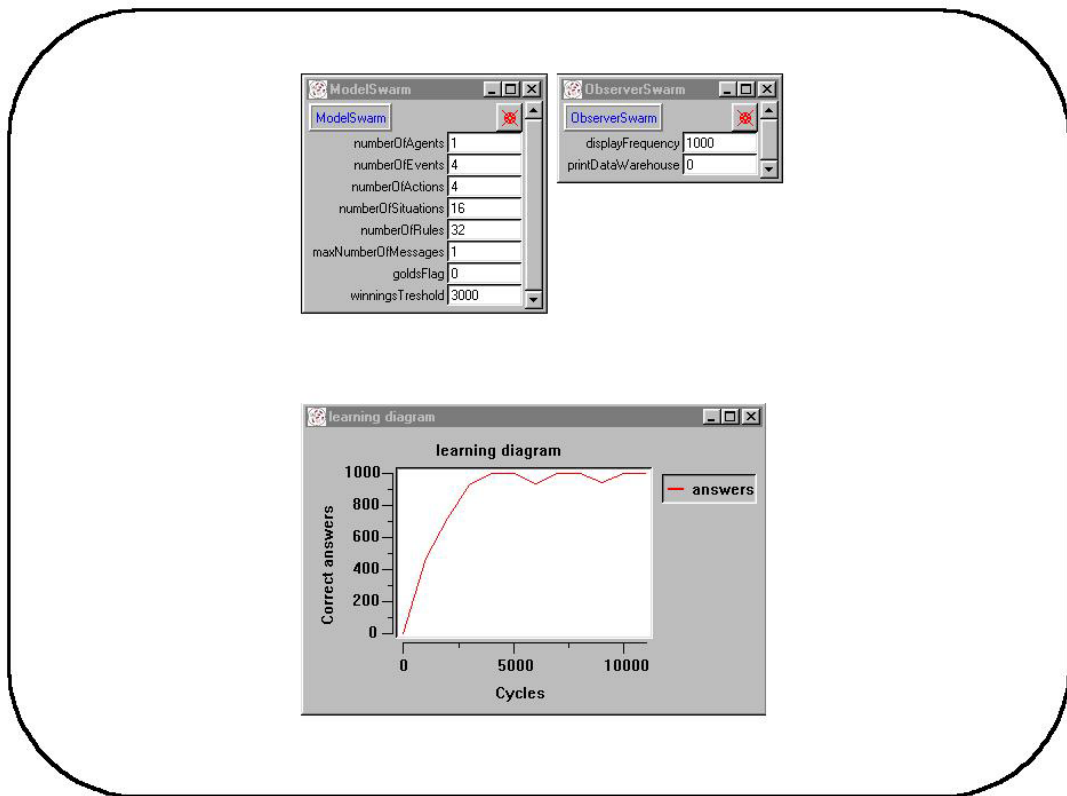 ModelSwarm
ModelSwarm
numberOfAgents 1
numberOfEvents 4
numberOfActions 4
numberOfSituations 16
numberOfRules 32
maxNumberOfMessages 1
goldsFlag 0
winningsTreshold 3000
ObserverSwarm
ObserverSwarm
displayFrequency 1000
printDataWarehouse 0
learning diagram
learning diagram
1000
800
600
400
200
0
Correct answers
0 5000 10000
Cycles
answers